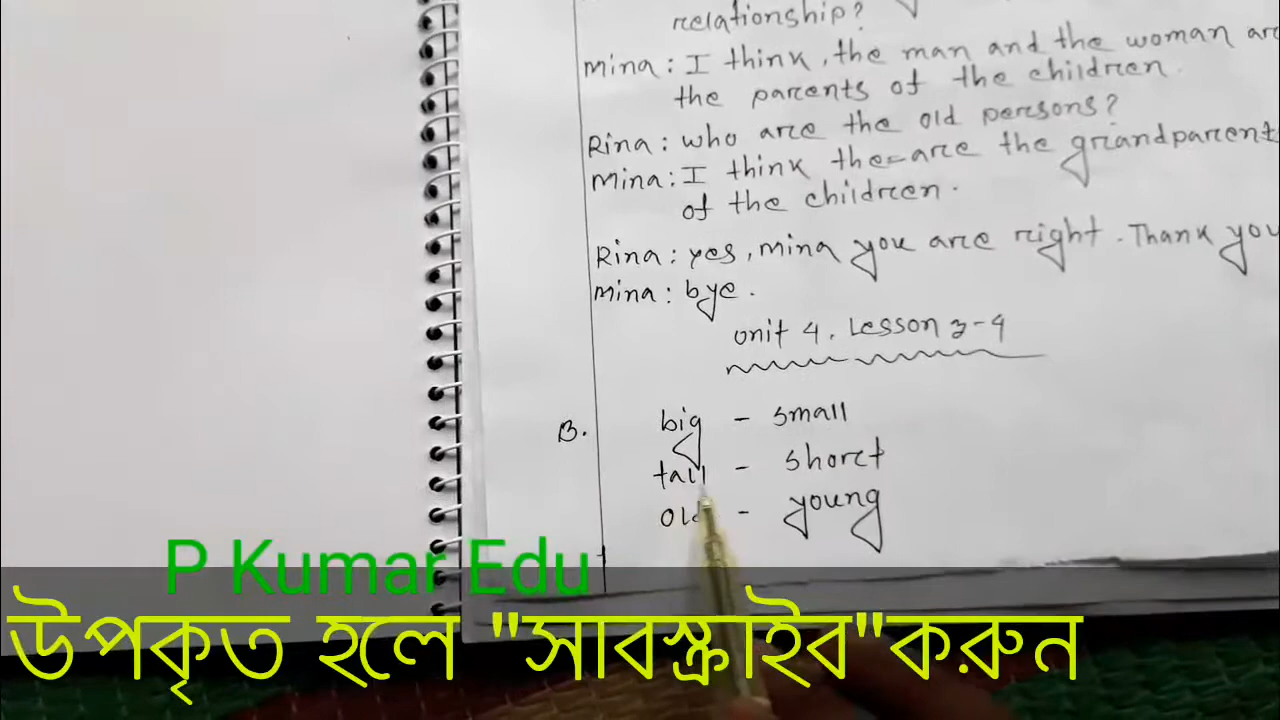 relationship?
Mina: I think, the man and the woman are
the parents of the children.
Rina: who are the old persons?
Mina: I think the are the grandparent
of the children.
Rina: yes, Mina you are right. Thank you
Mina: bye.
Unit 4. Lesson 3-4
B. big - small
tall - short
old - young
P Kumar Edu
উপকৃত হলে "সাবস্ক্রাইব"করুন